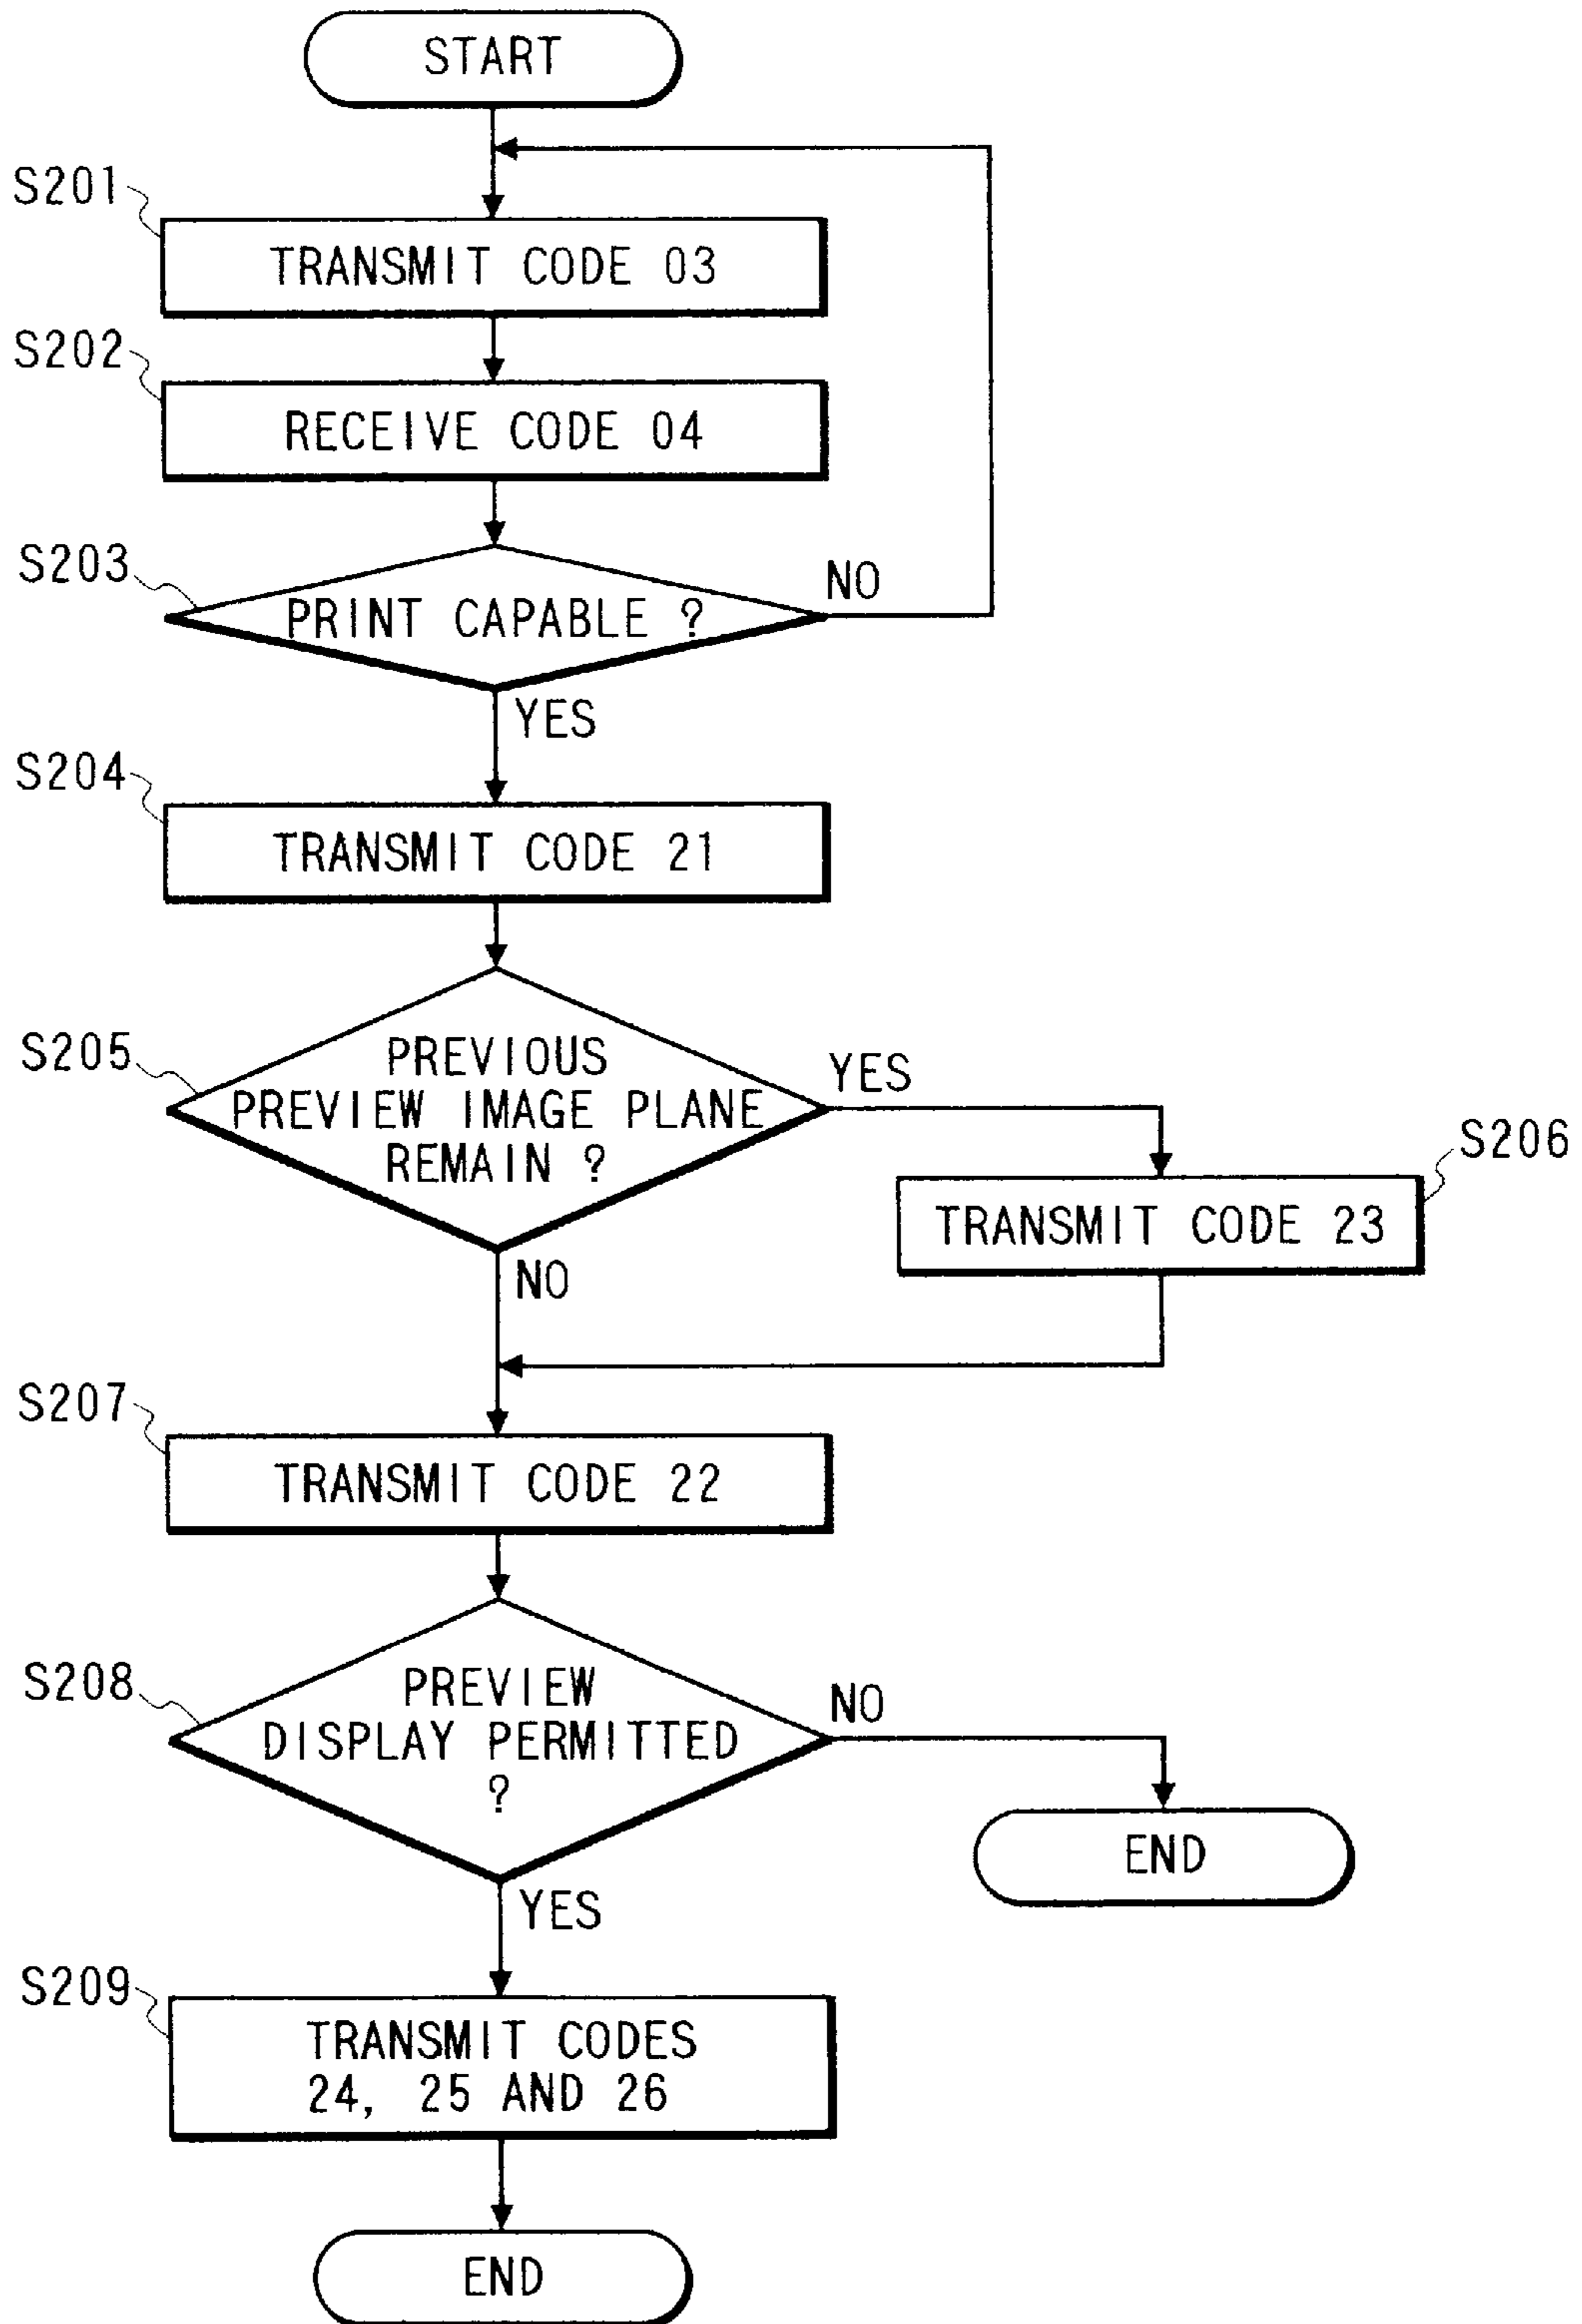 START
S201
TRANSMIT CODE 03
S202
RECEIVE CODE 04
S203
PRINT CAPABLE ?
NO
YES
S204
TRANSMIT CODE 21
S205
PREVIOUS
PREVIEW IMAGE PLANE
REMAIN ?
YES
S206
TRANSMIT CODE 23
NO
S207
TRANSMIT CODE 22
S208
PREVIEW
DISPLAY PERMITTED
?
NO
END
YES
S209
TRANSMIT CODES
24, 25 AND 26
END